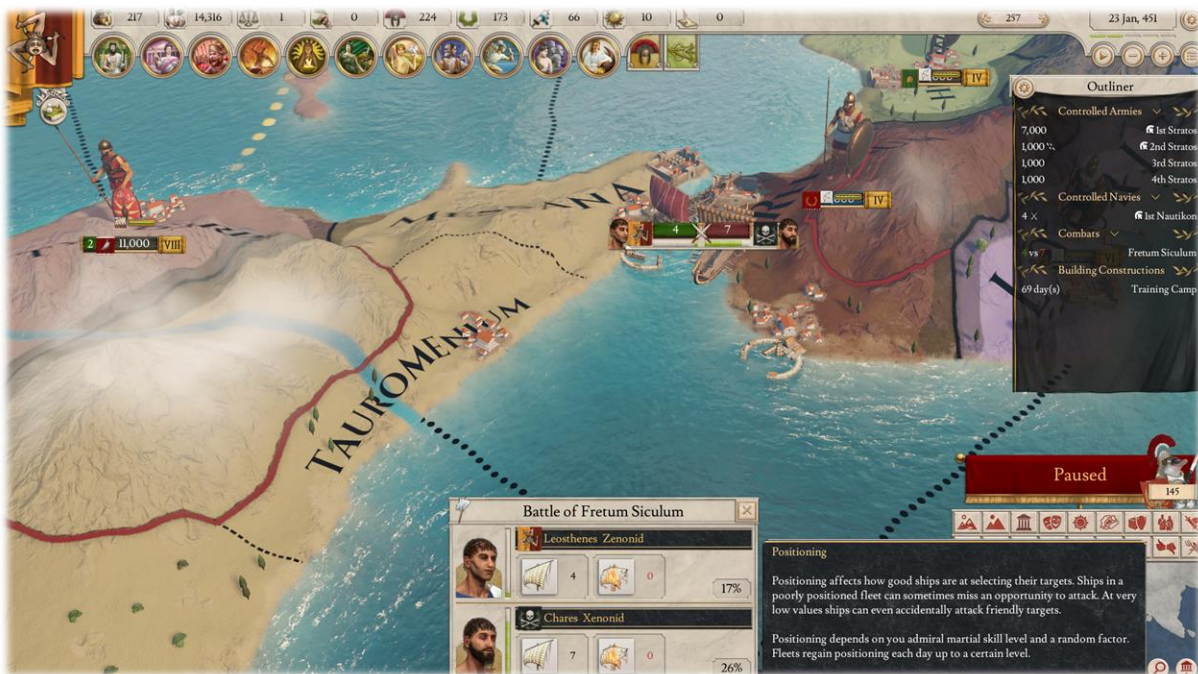 217 14,316 1 0 224 173 66 10 0 257 23 Jan, 451
IV
Outliner
Controlled Armies
7,000 1st Stratos
1,000 2nd Stratos
1,000 3rd Stratos
1,000 4th Stratos
Controlled Navies
4 1st Nautikon
Combats
vs Fretum Siculum
Building Constructions
69 day(s) Training Camp
ANA
IV
4 7
2 11,000 VIII
TAUROMENIUM
Paused
145
Battle of Fretum Siculum
Leosthenes Zenonid
4 0 17%
Chares Xenonid
7 0 26%
Positioning
Positioning affects how good ships are at selecting their targets. Ships in a
poorly positioned fleet can sometimes miss an opportunity to attack. At very
low values ships can even accidentally attack friendly targets.
Positioning depends on you admiral martial skill level and a random factor.
Fleets regain positioning each day up to a certain level.